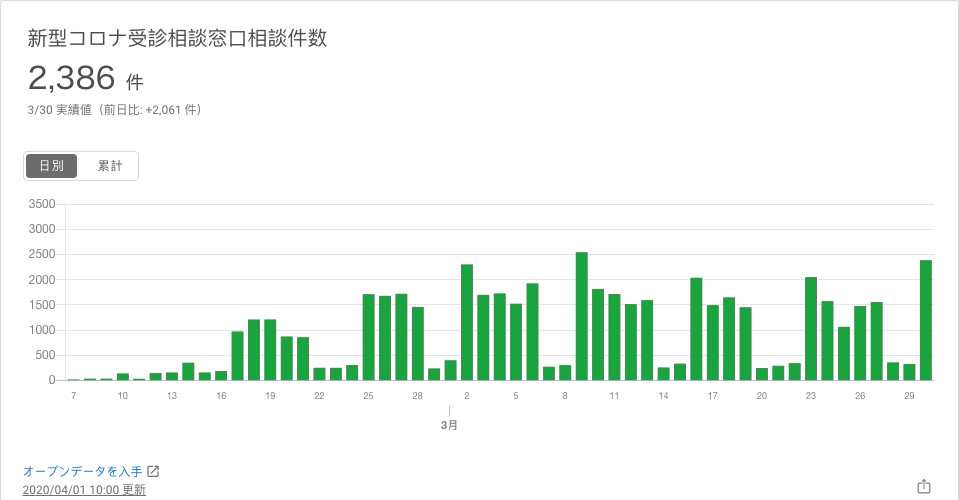 新型コロナ受診相談窓口相談件数
2,386 件
3/30 実績値（前日比: +2,061 件）
日別 累計
3500
3000
2500
2000
1500
1000
500
0
7 10 13 16 19 22 25 28 2 5 8 11 14 17 20 23 26 29
3月
オープンデータを入手
2020/04/01 10:00 更新